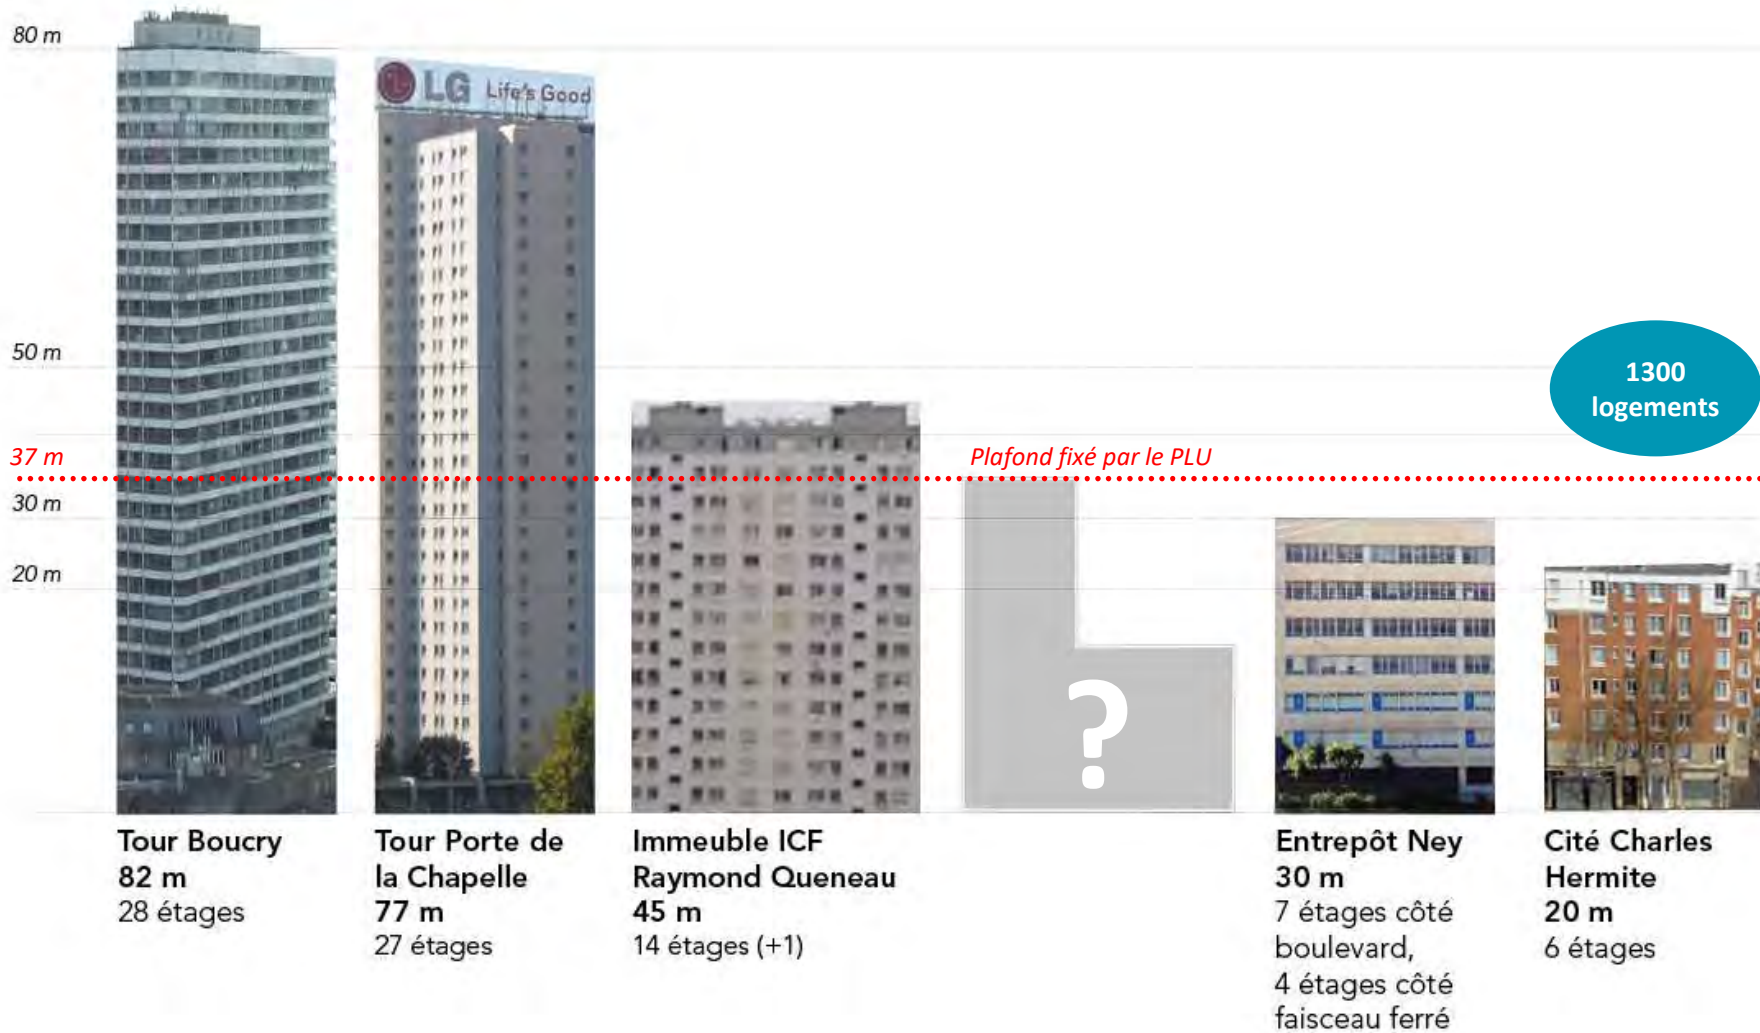 80 m
LG Life's Good
50 m
1300
logements
37 m
Plafond fixé par le PLU
30 m
20 m
?
Tour Boucry
82 m
28 étages
Tour Porte de
la Chapelle
77 m
27 étages
Immeuble ICF
Raymond Queneau
45 m
14 étages (+1)
Entrepôt Ney
30 m
7 étages côté
boulevard,
4 étages côté
faisceau ferré
Cité Charles
Hermite
20 m
6 étages